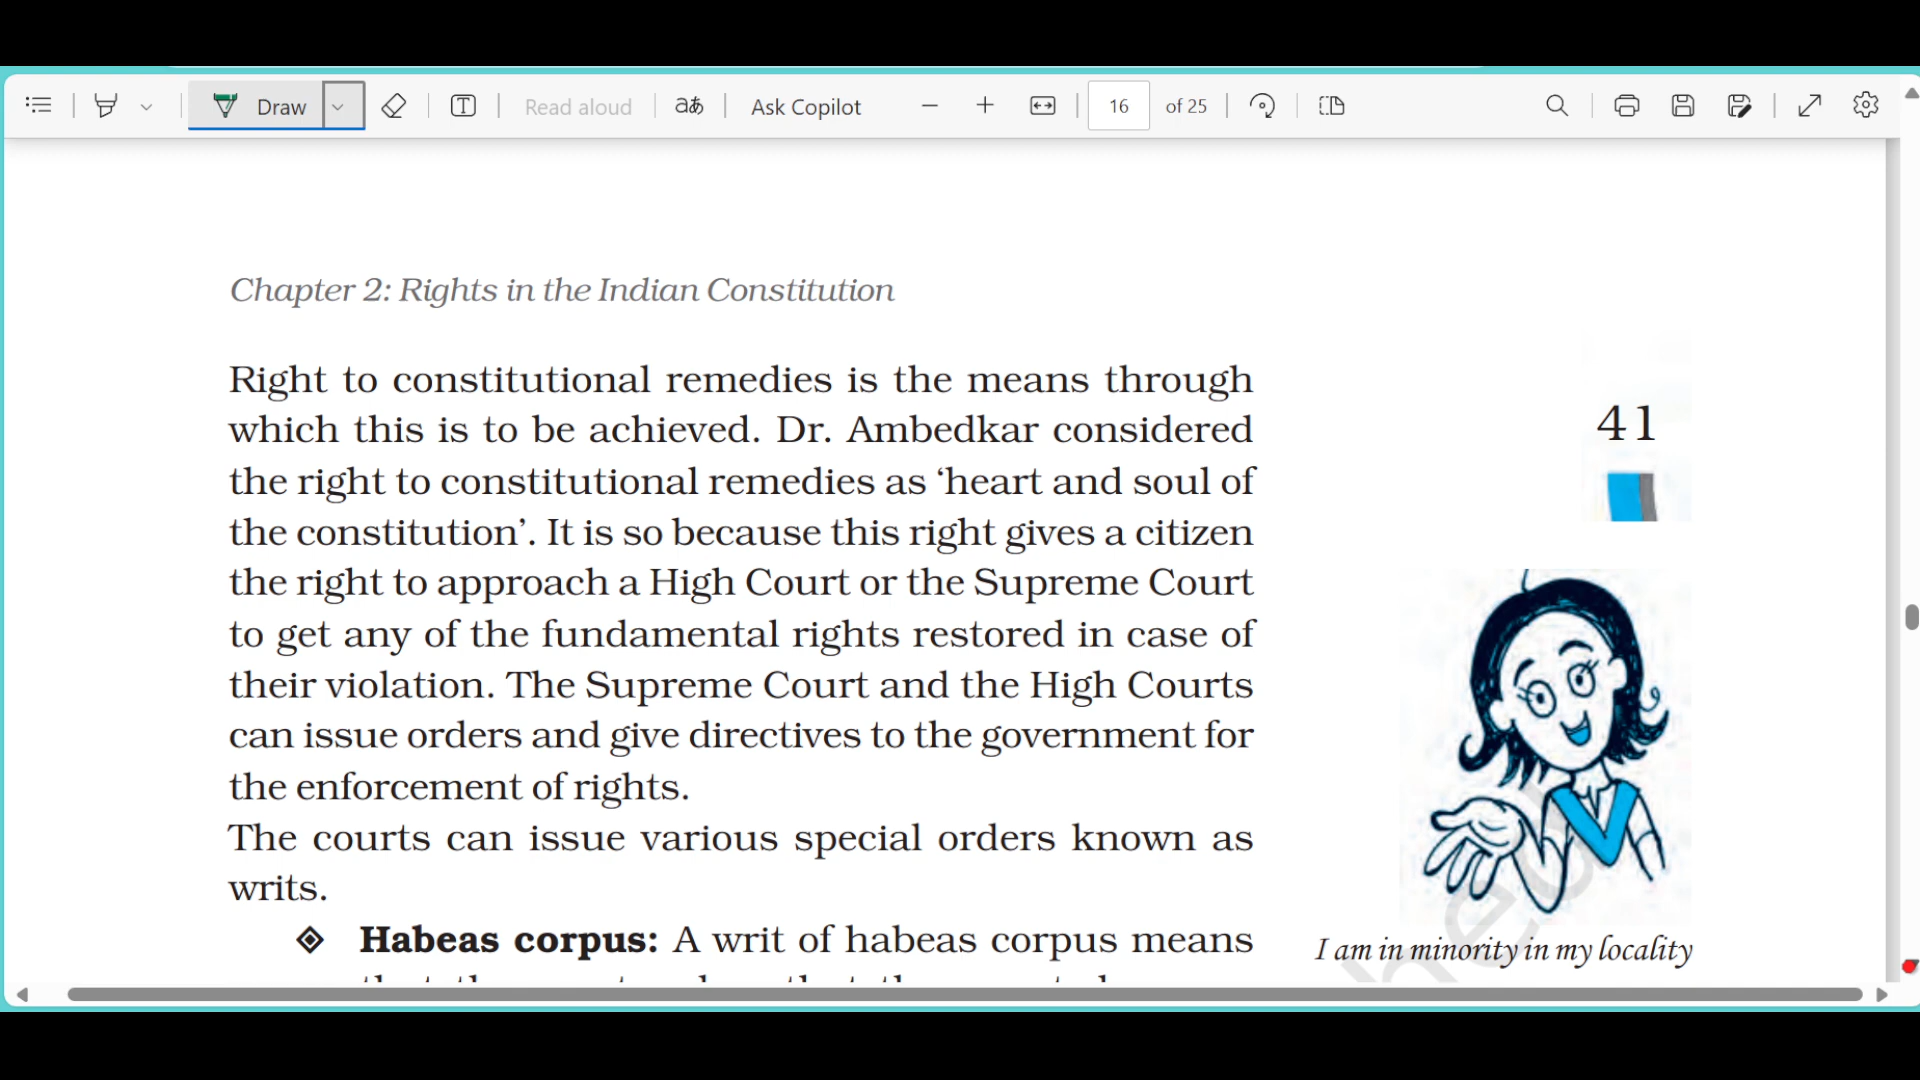 Draw
Read aloud
aあ
Ask Copilot
16
of 25
Chapter 2: Rights in the Indian Constitution
Right to constitutional remedies is the means through
which this is to be achieved. Dr. Ambedkar considered
the right to constitutional remedies as ‘heart and soul of
the constitution’. It is so because this right gives a citizen
the right to approach a High Court or the Supreme Court
to get any of the fundamental rights restored in case of
their violation. The Supreme Court and the High Courts
can issue orders and give directives to the government for
the enforcement of rights.
The courts can issue various special orders known as
writs.
Habeas corpus: A writ of habeas corpus means
41
I am in minority in my locality